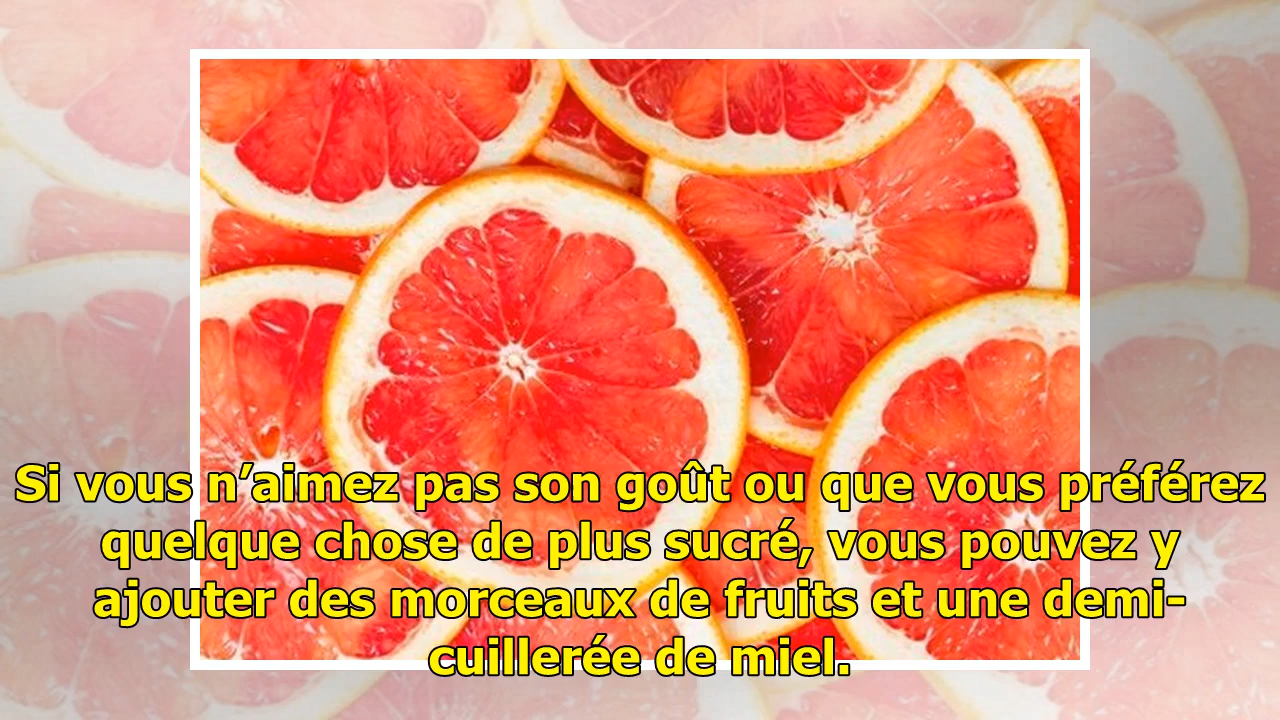 Si vous n’aimez pas son goût ou que vous préférez
quelque chose de plus sucré, vous pouvez y
ajouter des morceaux de fruits et une demi-
cuillerée de miel.